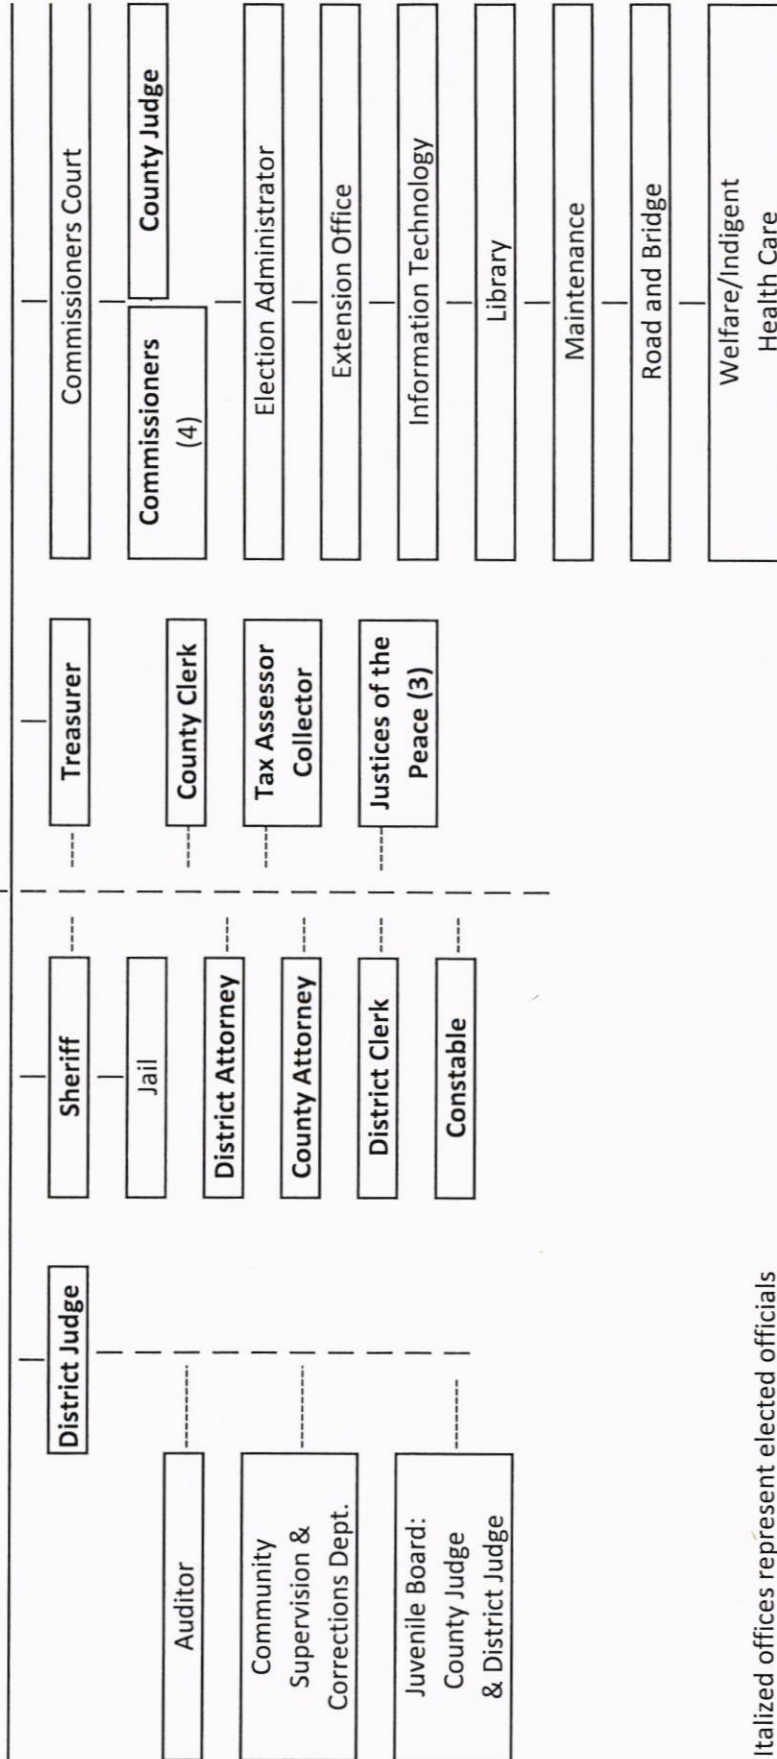 District Judge
Auditor
Community
Supervision &
Corrections Dept.
Juvenile Board:
County Judge
& District Judge
Sheriff
Jail
District Attorney
County Attorney
District Clerk
Constable
Treasurer
County Clerk
Tax Assessor
Collector
Justices of the
Peace (3)
Commissioners Court
Commissioners
(4)
County Judge
Election Administrator
Extension Office
Information Technology
Library
Maintenance
Road and Bridge
Welfare/Indigent
Health Care
Italized offices represent elected officials